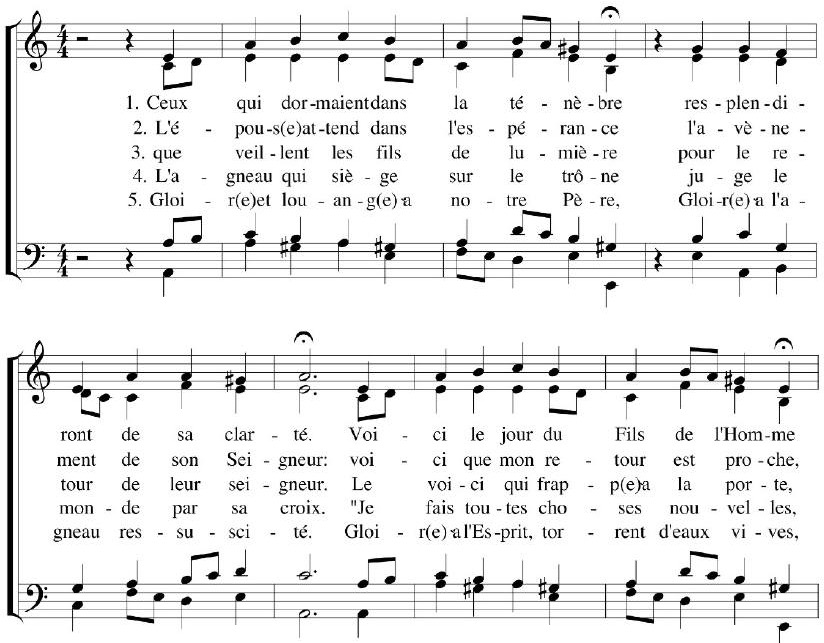 1. Ceux qui dor-maient dans la té - nè - bre res - plen - di -
2. L'é - pou-s(e)at-tend dans l'es - pé - ran - ce l'a - vè - ne -
3. que veil - lent les fils de lu - miè - re pour le re -
4. L'a - gneau qui siè - ge sur le trô - ne ju - ge le
5. Gloi - r(e)et lou - an - g(e) a no - tre Pè - re, Gloi - r(e) a l'a -
ront de sa clar - té. Voi - ci le jour du Fils de l'Hom - me
ment de son Sei - gneur: voi - ci que mon re - tour est pro - che,
tour de leur sei - gneur. Le voi - ci qui frap - p(e)a la por - te,
mon - de par sa croix. "Je fais tou - tes cho - ses nou - vel - les,
gneau res - su - sci - té. Gloi - r(e) a l'Es - prit, tor - rent d'eaux vi - ves,